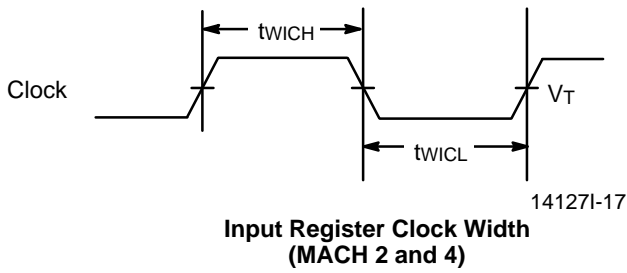 tWICH
Clock
VT
tWICL
14127I-17
Input Register Clock Width
(MACH 2 and 4)